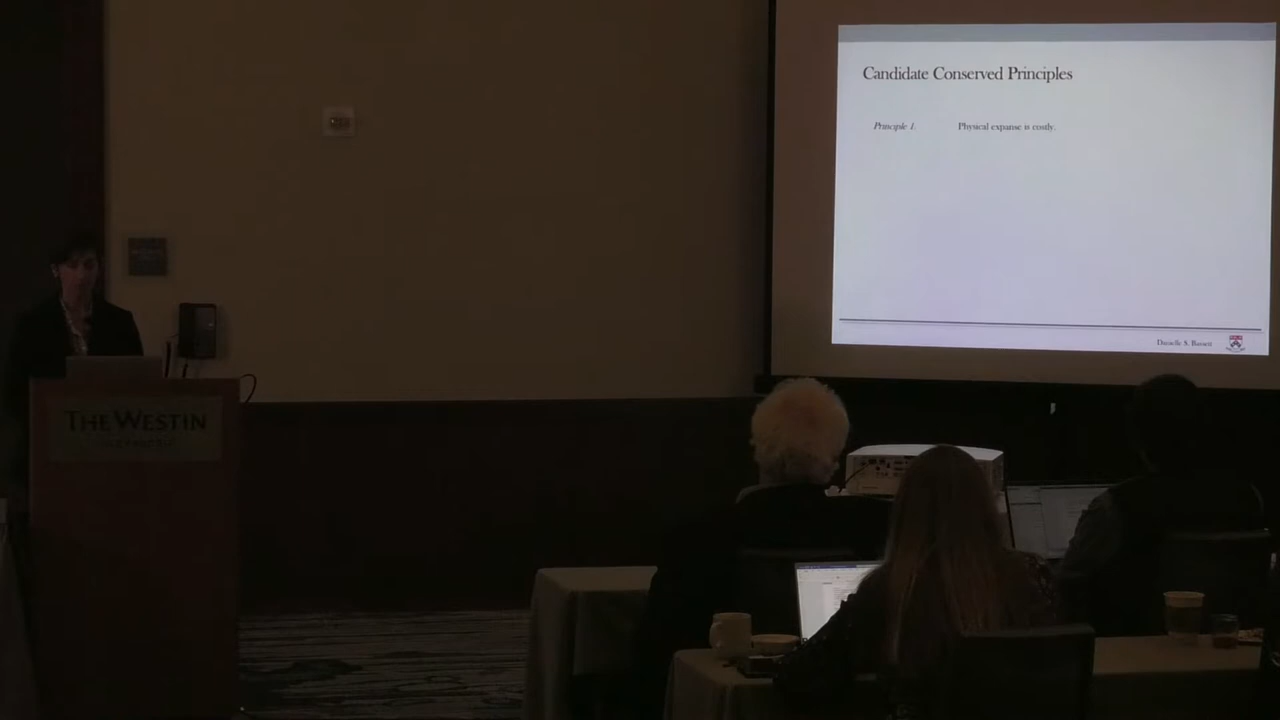 Candidate Conserved Principles
Principle 1. Physical expanse is costly.
Danielle S. Bassett
THE WESTIN